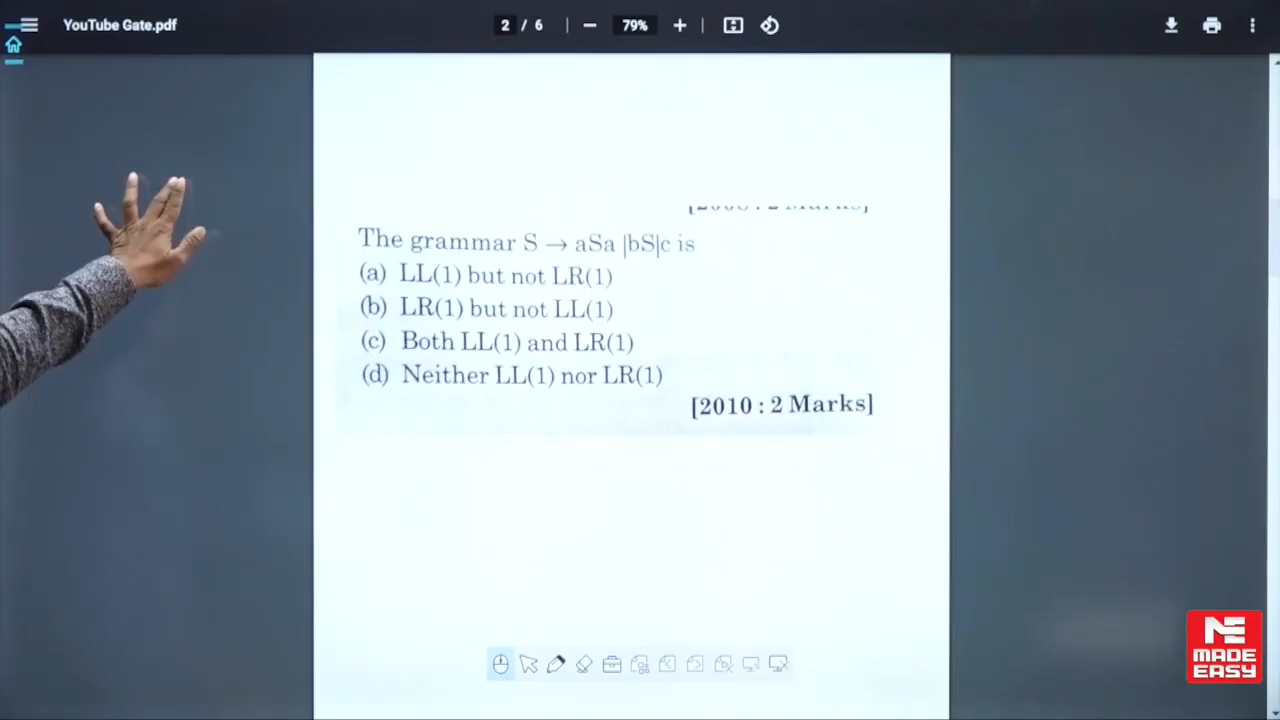 YouTube Gate.pdf
2 / 6
79%
The grammar S → aSa |bS|c is
(a) LL(1) but not LR(1)
(b) LR(1) but not LL(1)
(c) Both LL(1) and LR(1)
(d) Neither LL(1) nor LR(1)
[2010 : 2 Marks]
MADE
EASY